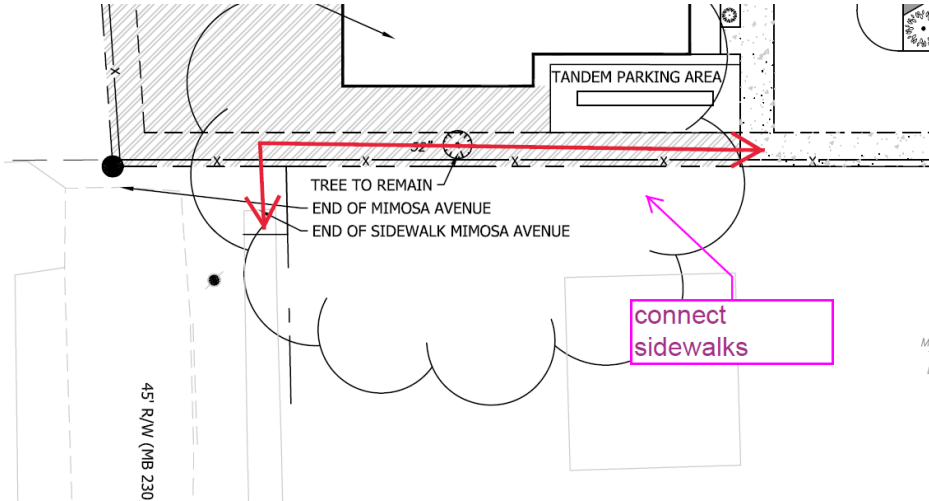 TANDEM PARKING AREA
TREE TO REMAIN
END OF MIMOSA AVENUE
END OF SIDEWALK MIMOSA AVENUE
connect
sidewalks
45' R/W (MB 230
X
X
X
X
X
X